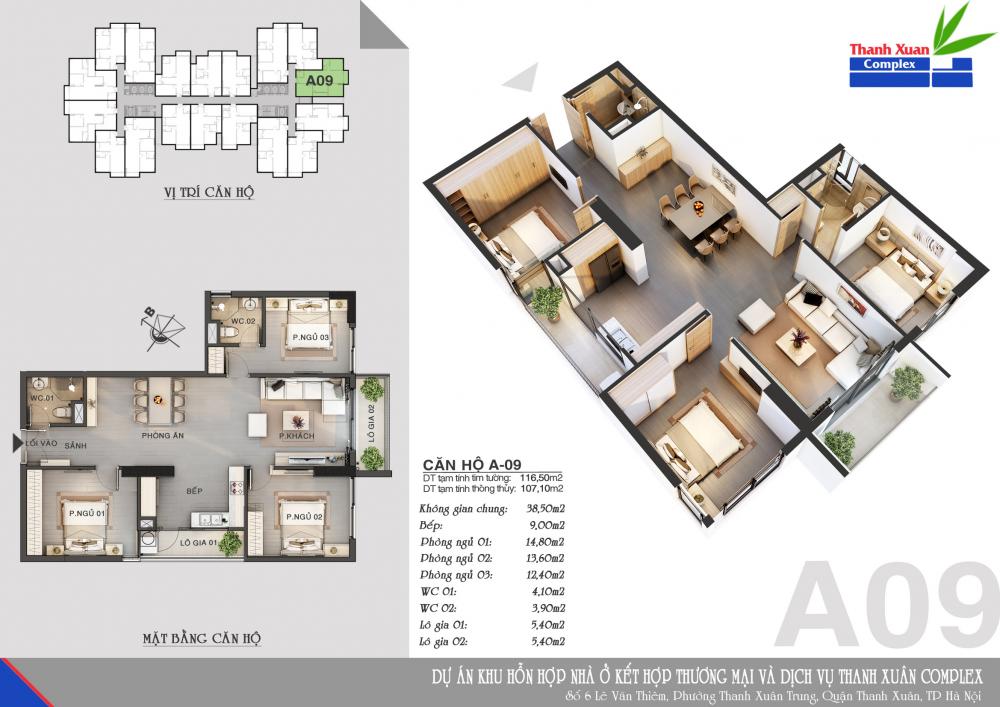 A09
VỊ TRÍ CĂN HỘ
Thanh Xuan
Complex
B
WC.02
P.NGỦ 03
WC.01
LỐI VÀO
SẢNH
PHÒNG ĂN
P.KHÁCH
LÔ GIA 02
BẾP
P.NGỦ 01
P.NGỦ 02
LÔ GIA 01
MẶT BẰNG CĂN HỘ
CĂN HỘ A-09
DT tạm tính tim tường: 116,50m2
DT tạm tính thông thủy: 107,10m2
Không gian chung: 38,50m2
Bếp: 9,00m2
Phòng ngủ 01: 14,80m2
Phòng ngủ 02: 13,60m2
Phòng ngủ 03: 12,40m2
WC 01: 4,10m2
WC 02: 3,90m2
Lô gia 01: 5,40m2
Lô gia 02: 5,40m2
A09
DỰ ÁN KHU HỖN HỢP NHÀ Ở KẾT HỢP THƯƠNG MẠI VÀ DỊCH VỤ THANH XUÂN COMPLEX
Số 6 Lê Văn Thiêm, Phường Thanh Xuân Trung, Quận Thanh Xuân, TP Hà Nội